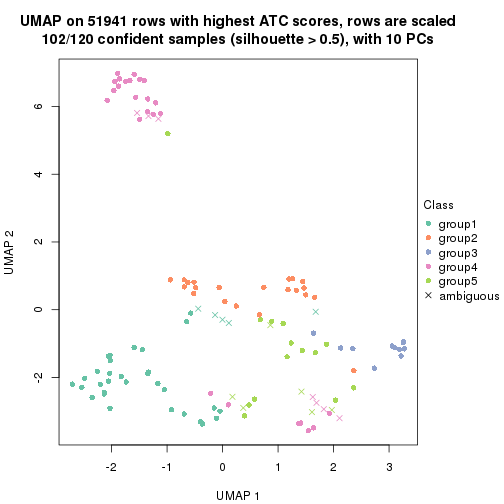 UMAP on 51941 rows with highest ATC scores, rows are scaled
102/120 confident samples (silhouette > 0.5), with 10 PCs
6
4
2
0
-2
UMAP 2
-2
-1
0
1
2
3
UMAP 1
Class
group1
group2
group3
group4
group5
ambiguous